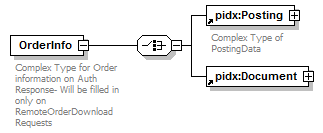 OrderInfo
Complex Type for Order
information on Auth
Response- Will be filled in
only on
RemoteOrderDownload
Requests
pidx:Posting
Complex Type of
PostingData
pidx:Document